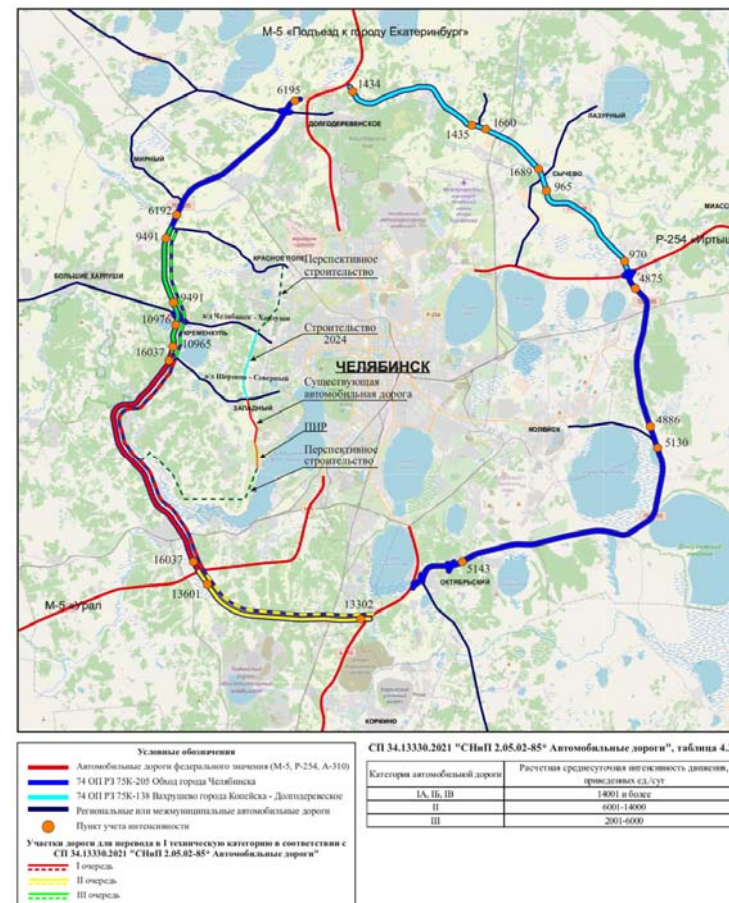 М-5 «Подъезд к городу Екатеринбург»
6195
1434
ДОЛГОДЕРЕВЕНСКОЕ
1435
1660
ЛАЗУРНЫЙ
МИРНЫЙ
1689
СЫЧЕВО
965
6192
9491
МИАСС
КРАСНОЕ ПОЛЕ
Перспективное
строительство
970
Р-254 «Иртыш
4875
БОЛЬШИЕ ХАРЛУШИ
9491
а/д Челябинск - Харлуши
10976
КРЕМЕНКУЛЬ
Строительство
2024
10965
16037
ЧЕЛЯБИНСК
а/д Шершни - Северный
Существующая
автомобильная дорога
ЗАПАДНЫЙ
ПИР
4886
КОПЕЙСК
5130
Перспективное
строительство
16037
5143
ОКТЯБРЬСКИЙ
13601
М-5 «Урал
13302
КОРКИНО
Условные обозначения
Автомобильные дороги федерального значения (М-5, Р-254, А-310)
74 ОП РЗ 75К-205 Обход города Челябинска
74 ОП РЗ 75К-138 Вахрушево города Копейска - Долгодеревеское
Региональные или межмуниципальные автомобильные дороги
Пункт учета интенсивности
Участки дороги для перевода в I техническую категорию в соответствии с
СП 34.13330.2021 "СНиП 2.05.02-85* Автомобильные дороги"
I очередь
II очередь
III очередь
СП 34.13330.2021 "СНиП 2.05.02-85* Автомобильные дороги", таблица 4.
Категория автомобильной дороги
Расчетная среднесуточная интенсивность движения,
приведенных ед./сут
IА, IБ, IВ
14001 и более
II
6001-14000
III
2001-6000